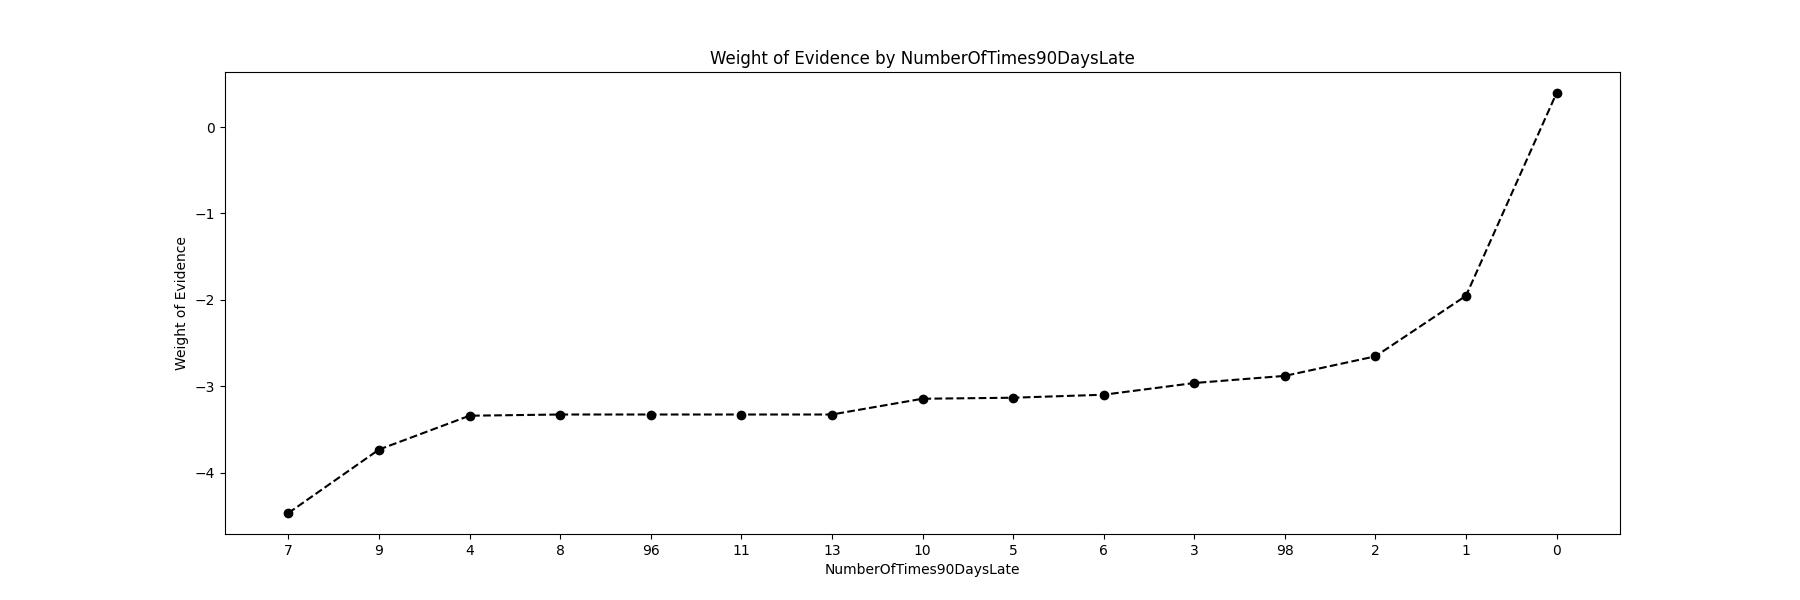 Weight of Evidence by NumberOfTimes90DaysLate
Weight of Evidence
0
−1
−2
−3
−4
7 9 4 8 96 11 13 10 5 6 3 98 2 1 0
NumberOfTimes90DaysLate